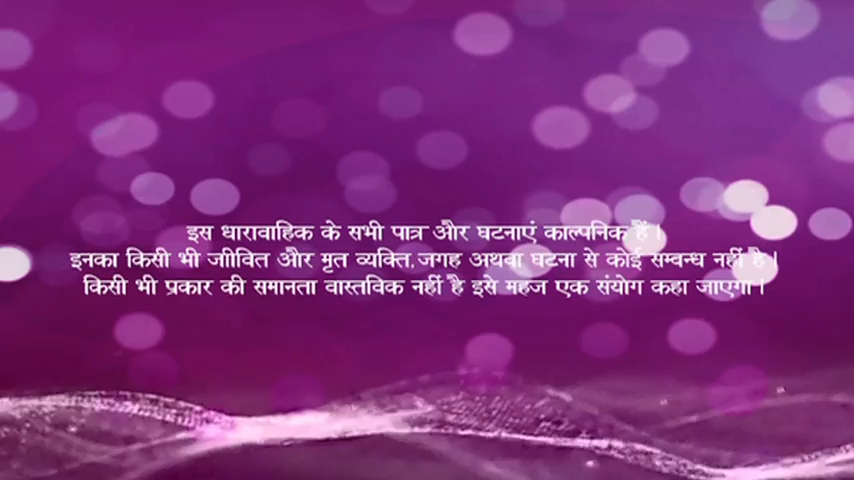 इस धारावाहिक के सभी पात्र और घटनाएं काल्पनिक हैं।
इनका किसी भी जीवित और मृत व्यक्ति,जगह अथवा घटना से कोई सम्वन्ध नहीं है।
किसी भी प्रकार की समानता वास्तविक नहीं है इसे महज एक संयोग कहा जाएगा।